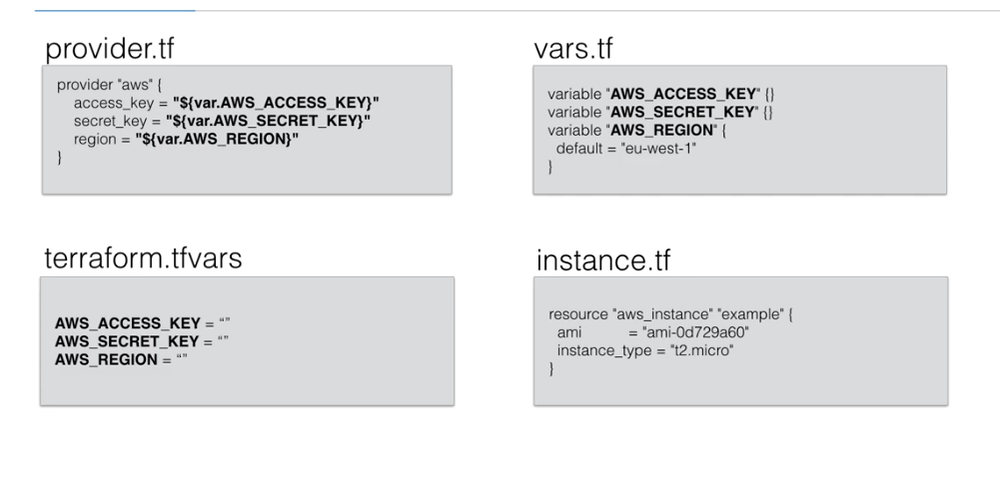 provider.tf
provider "aws" {
access_key = "${var.AWS_ACCESS_KEY}"
secret_key = "${var.AWS_SECRET_KEY}"
region = "${var.AWS_REGION}"
}
vars.tf
variable "AWS_ACCESS_KEY" {}
variable "AWS_SECRET_KEY" {}
variable "AWS_REGION" {
default = "eu-west-1"
}
terraform.tfvars
AWS_ACCESS_KEY = “”
AWS_SECRET_KEY = “”
AWS_REGION = “”
instance.tf
resource "aws_instance" "example" {
ami = "ami-0d729a60"
instance_type = "t2.micro"
}